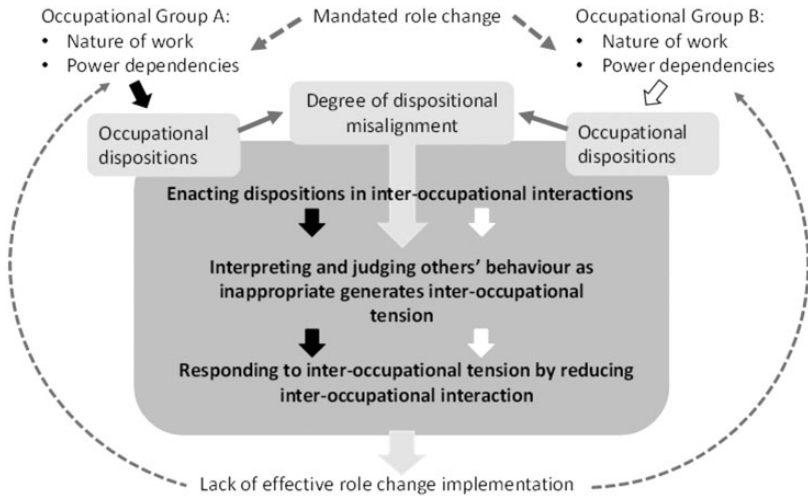 Occupational Group A:
• Nature of work
• Power dependencies
Mandated role change
Occupational Group B:
• Nature of work
• Power dependencies
Occupational
dispositions
Degree of dispositional
misalignment
Occupational
dispositions
Enacting dispositions in inter-occupational interactions
Interpreting and judging others’ behaviour as
inappropriate generates inter-occupational
tension
Responding to inter-occupational tension by reducing
inter-occupational interaction
Lack of effective role change implementation